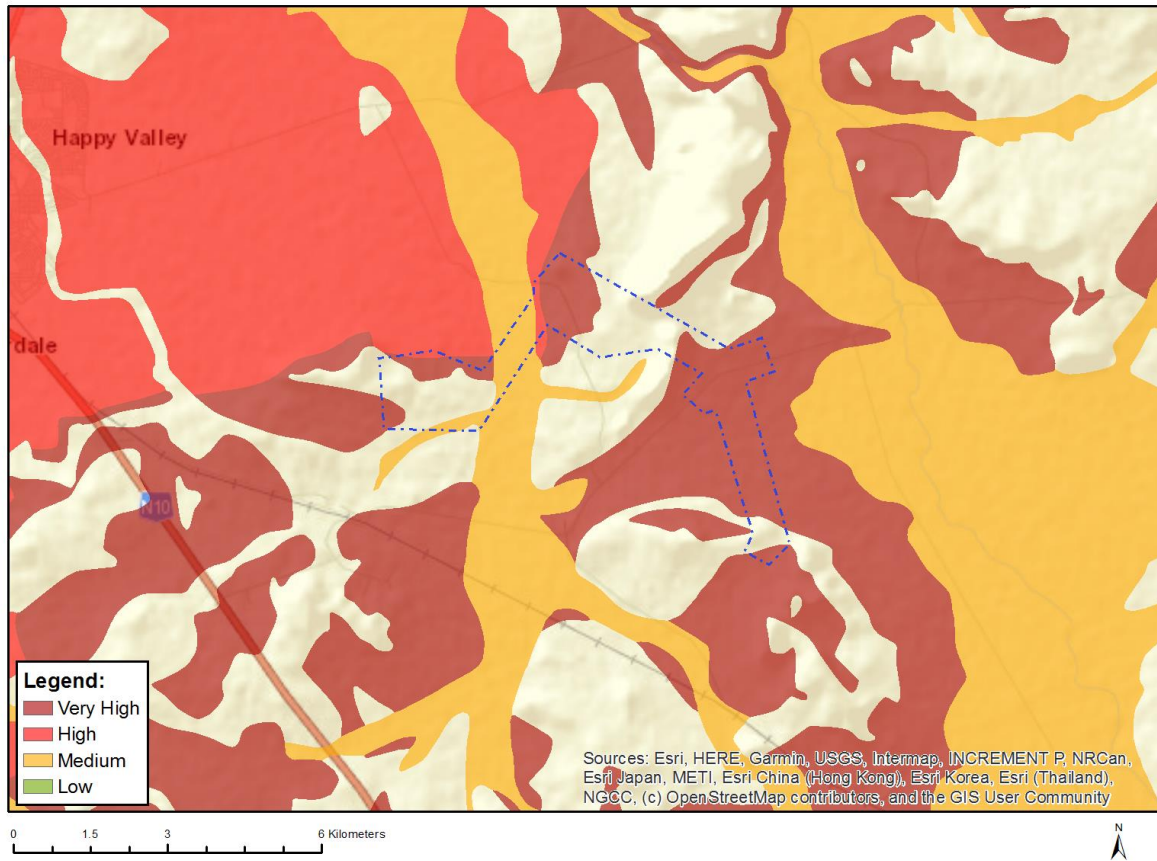 Happy Valley
dale
N10
Legend:
Very High
High
Medium
Low
Sources: Esri, HERE, Garmin, USGS, Intermap, INCREMENT P, NRCan,
Esri Japan, METI, Esri China (Hong Kong), Esri Korea, Esri (Thailand),
NGCC, (c) OpenStreetMap contributors, and the GIS User Community
0 1.5 3 6 Kilometers
N